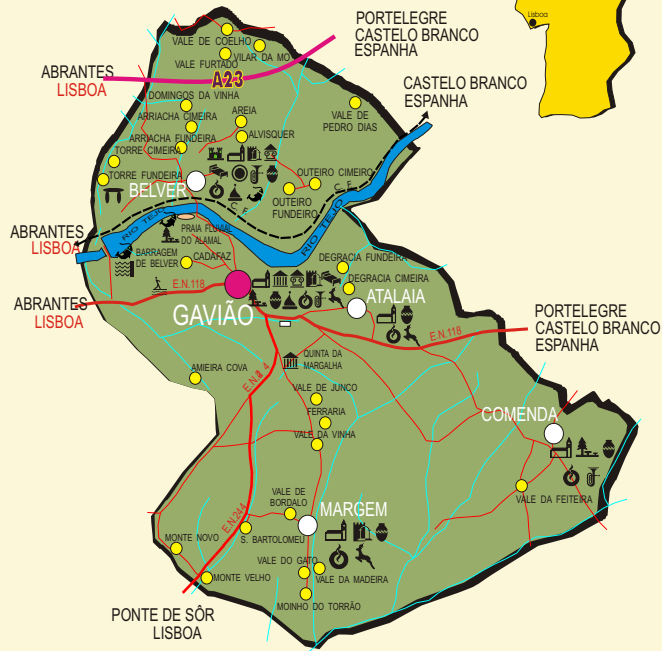 Lisboa
PORTELEGRE
CASTELO BRANCO
ESPANHA
VALE DE COELHO
VILAR DA MO
VALE FURTADO
ABRANTES
LISBOA
A23
CASTELO BRANCO
ESPANHA
DOMINGOS DA VINHA
ARRIACHA CIMEIRA
AREIA
VALE DE
PEDRO DIAS
ARRIACHA FUNDEIRA
ALVISQUER
TORRE CIMEIRA
TORRE FUNDEIRA
OUTEIRO CIMEIRO
BELVER
C. F.
OUTEIRO
FUNDEIRO
C. F.
RIO TEJO
RIO TEJO
ABRANTES
LISBOA
PRAIA FLUVIAL
DO ALAMAL
BARRAGEM
DE BELVER
CADAFAZ
DEGRACIA FUNDEIRA
DEGRACIA CIMEIRA
E.N.118
ABRANTES
LISBOA
GAVIÃO
ATALAIA
PORTELEGRE
CASTELO BRANCO
ESPANHA
E.N.118
QUINTA DA
MARGALHA
AMIEIRA COVA
VALE DE JUNCO
FERRARIA
VALE DA VINHA
COMENDA
VALE DA FEITEIRA
VALE DE
BORDALO
MARGEM
E.N.244
S. BARTOLOMEU
MONTE NOVO
VALE DO GATO
MONTE VELHO
VALE DA MADEIRA
MOINHO DO TORRÃO
PONTE DE SÔR
LISBOA